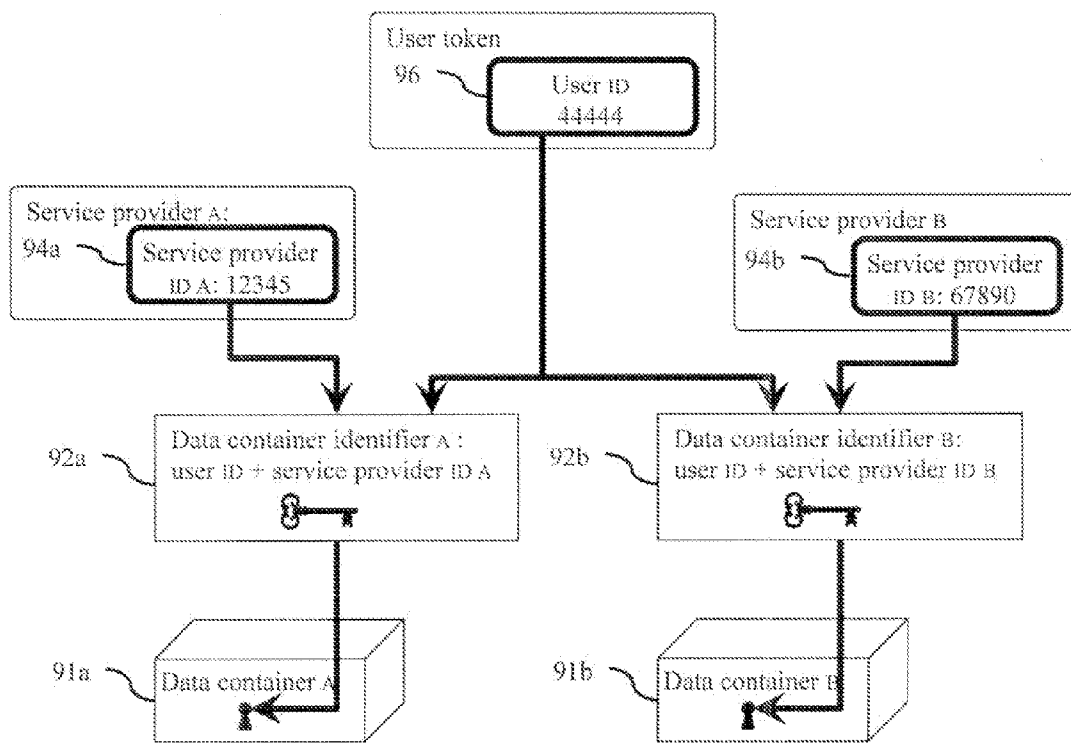 User token
96
User ID
44444
Service provider A:
94a
Service provider
ID A: 12345
Service provider B
94b
Service provider
ID B: 67890
92a
Data container identifier A :
user ID + service provider ID A
92b
Data container identifier B:
user ID + service provider ID B
91a
Data container A
91b
Data container B